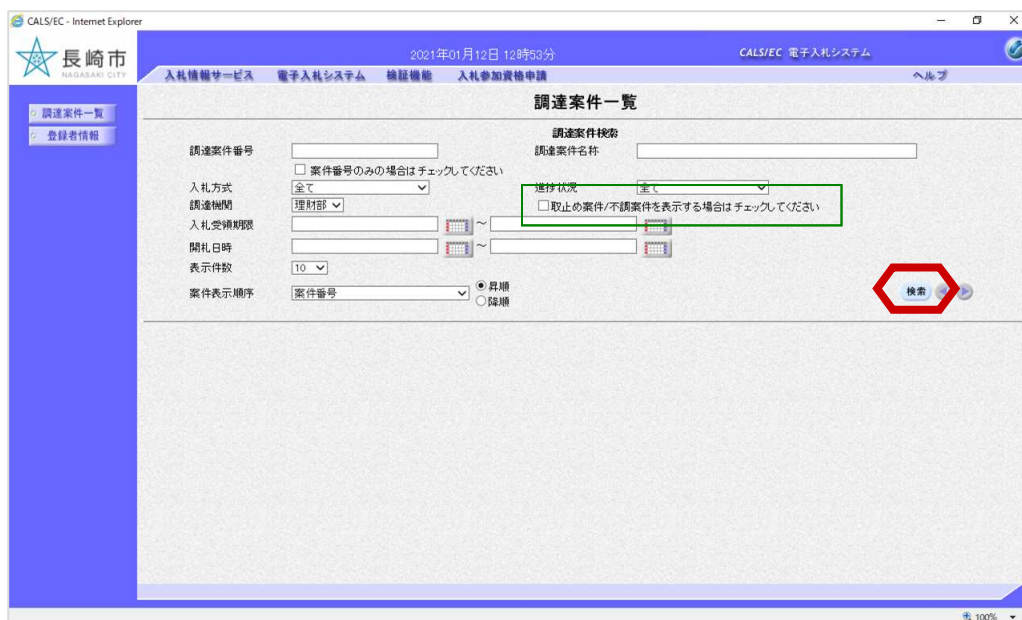 CALS/EC - Internet Explorer
長崎市
NAGASAKI CITY
2021年01月12日 12時53分
CALS/EC 電子入札システム
入札情報サービス 電子入札システム 検証機能 入札参加資格申請 ヘルプ
調達案件一覧
登録者情報
調達案件一覧
調達案件検索
調達案件番号
調達案件名称
案件番号のみの場合はチェックしてください
入札方式 全て
進捗状況 全て
調達機関 理財部
取止め案件/不調案件を表示する場合はチェックしてください
入札受領期限 ～
開札日時 ～
表示件数 10
案件表示順序 案件番号
昇順
降順
検索
100%